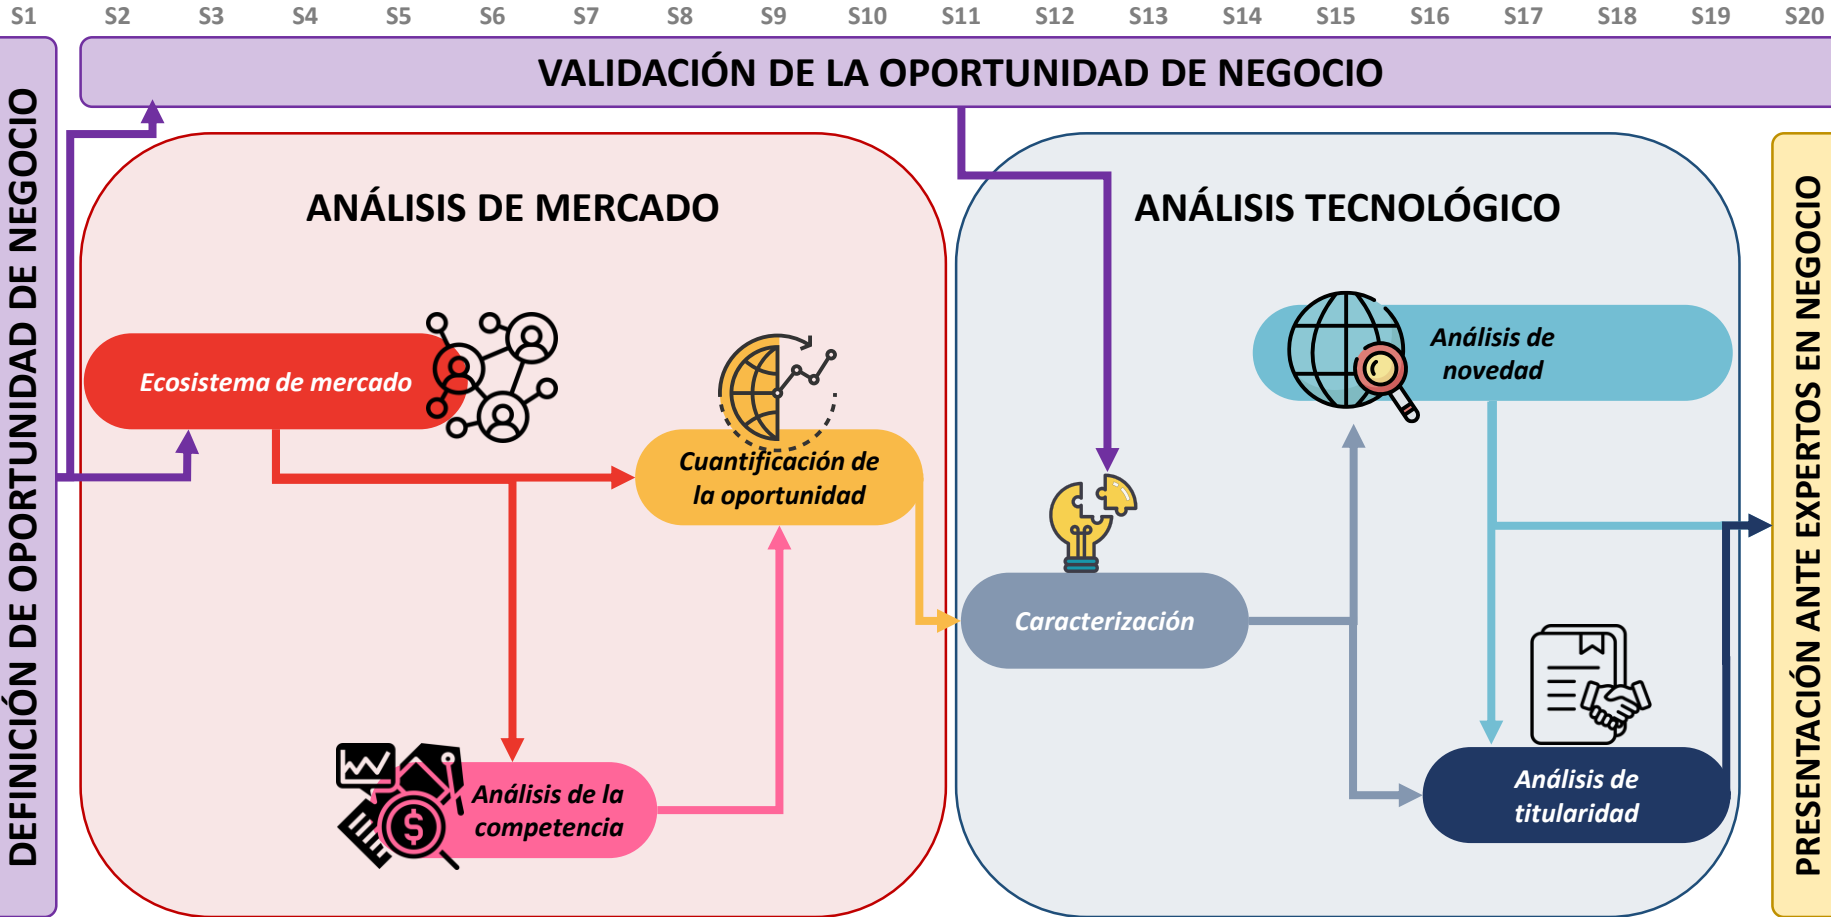 S1 S2 S3 S4 S5 S6 S7 S8 S9 S10 S11 S12 S13 S14 S15 S16 S17 S18 S19 S20
DEFINICIÓN DE OPORTUNIDAD DE NEGOCIO
VALIDACIÓN DE LA OPORTUNIDAD DE NEGOCIO
ANÁLISIS DE MERCADO
Ecosistema de mercado
Cuantificación de
la oportunidad
Análisis de la
competencia
ANÁLISIS TECNOLÓGICO
Análisis de
novedad
Caracterización
Análisis de
titularidad
PRESENTACIÓN ANTE EXPERTOS EN NEGOCIO